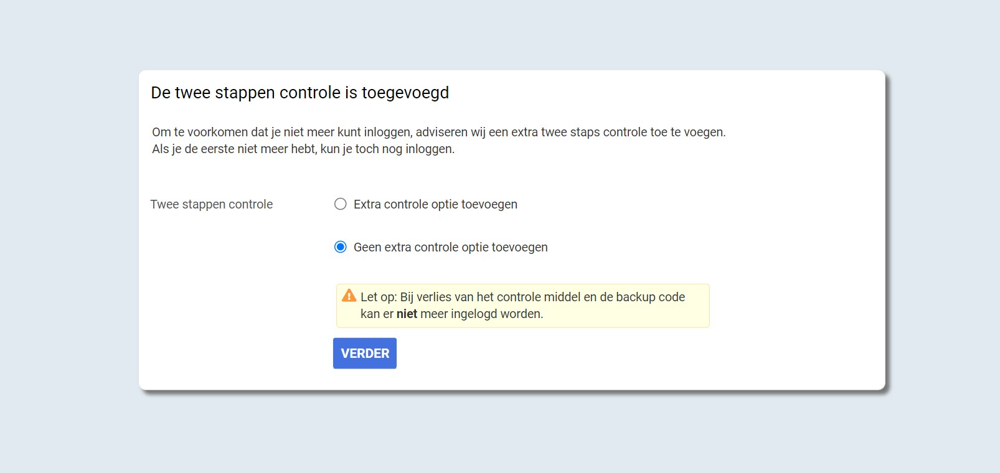 De twee stappen controle is toegevoegd
Om te voorkomen dat je niet meer kunt inloggen, adviseren wij een extra twee staps controle toe te voegen.
Als je de eerste niet meer hebt, kun je toch nog inloggen.
Twee stappen controle
Extra controle optie toevoegen
Geen extra controle optie toevoegen
Let op: Bij verlies van het controle middel en de backup code
kan er niet meer ingelogd worden.
VERDER